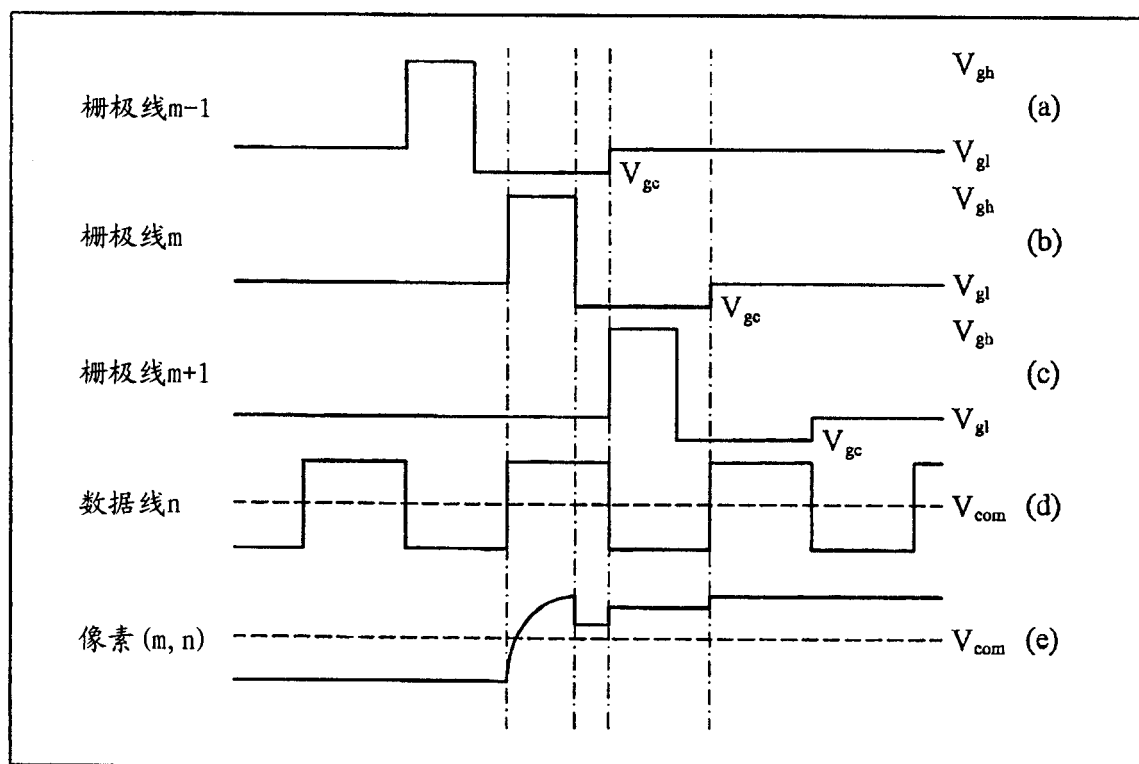 V_gh
栅极线m-1 (a)
V_gl
V_gc
V_gh
栅极线m (b)
V_gl
V_gc
V_gh
栅极线m+1 (c)
V_gl
V_gc
数据线n V_com (d)
像素(m,n) V_com (e)